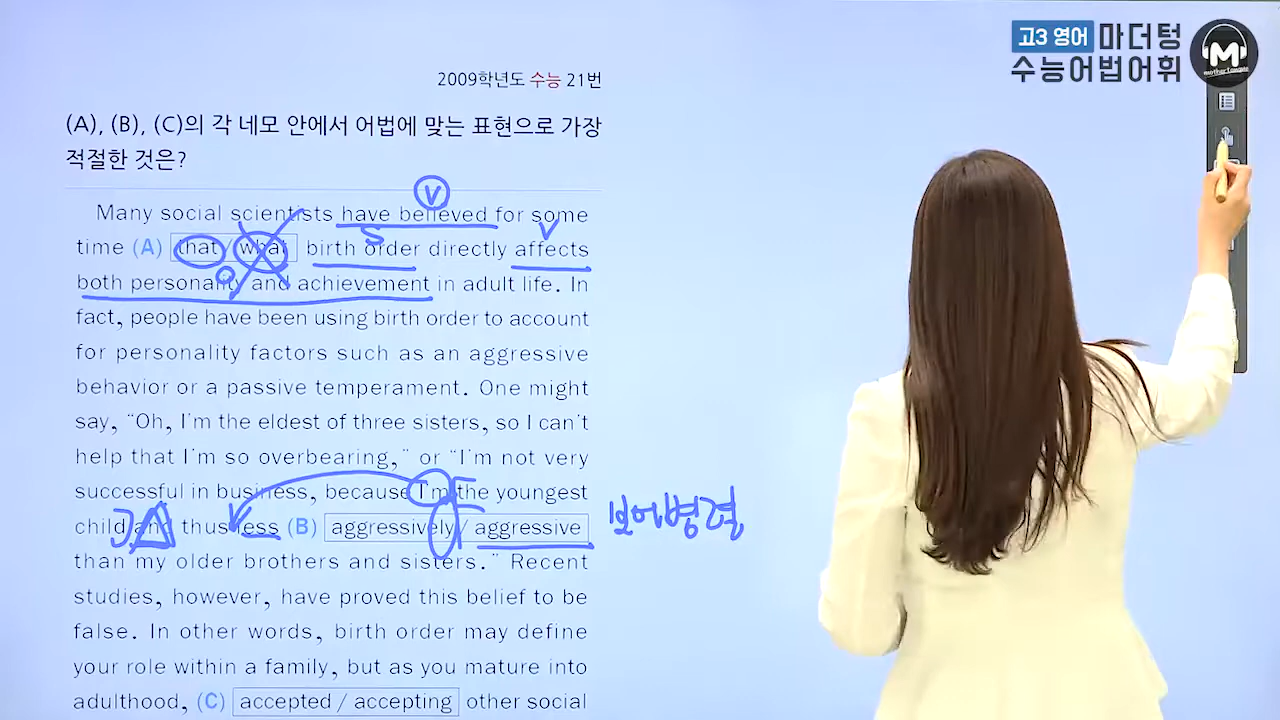 고3 영어 마더텅
수능어법어휘
M
mother tongue
2009학년도 수능 21번
(A), (B), (C)의 각 네모 안에서 어법에 맞는 표현으로 가장
적절한 것은?
V
Many social scientists have believed for some
S
V
time (A) that / what birth order directly affects
O
both personality and achievement in adult life. In
fact, people have been using birth order to account
for personality factors such as an aggressive
behavior or a passive temperament. One might
say, “Oh, I’m the eldest of three sisters, so I can’t
help that I’m so overbearing,” or “I’m not very
successful in business, because I’m the youngest
child and thus less (B) aggressively / aggressive
보어병렬
than my older brothers and sisters.” Recent
studies, however, have proved this belief to be
false. In other words, birth order may define
your role within a family, but as you mature into
adulthood, (C) accepted / accepting other social